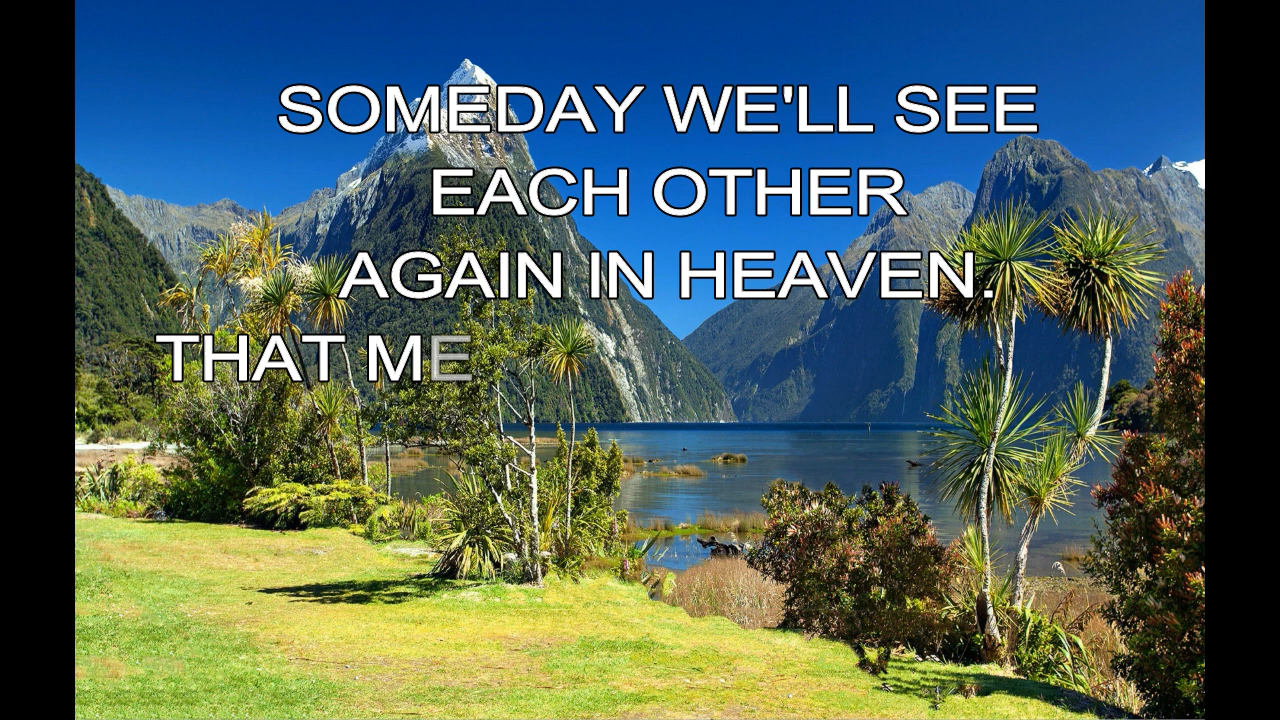 SOMEDAY WE'LL SEE
EACH OTHER
AGAIN IN HEAVEN.
THAT ME